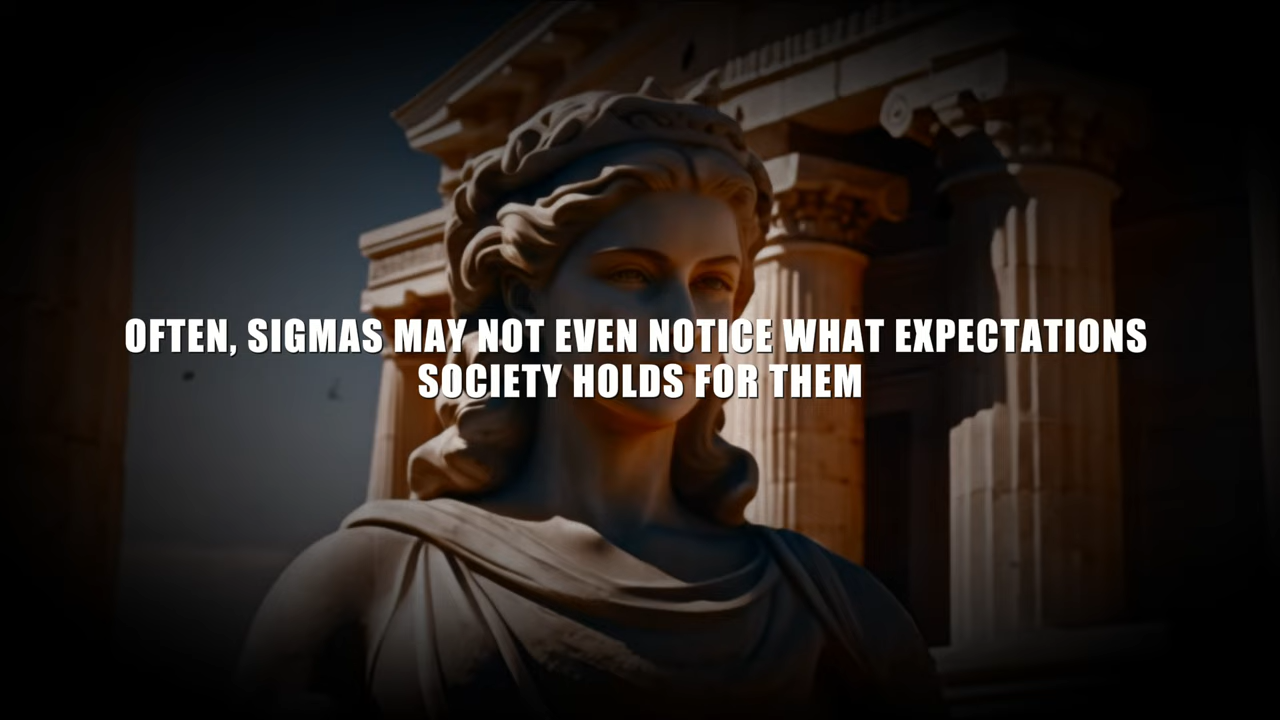 OFTEN, SIGMAS MAY NOT EVEN NOTICE WHAT EXPECTATIONS
SOCIETY HOLDS FOR THEM